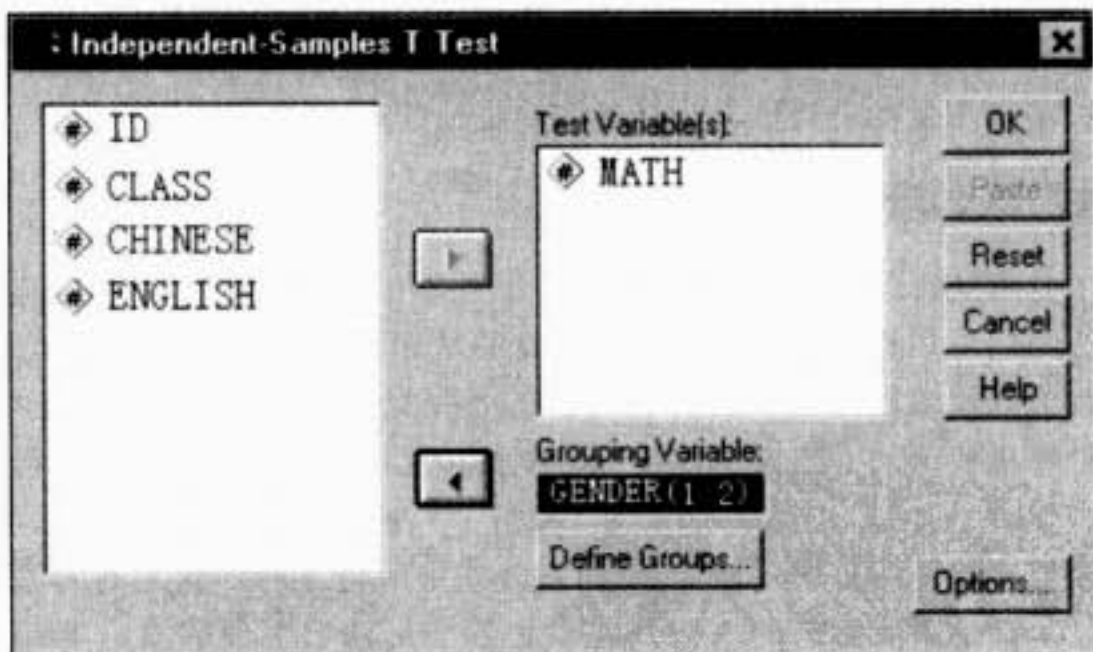 Independent-Samples T Test
ID
CLASS
CHINESE
ENGLISH
Test Variable(s):
MATH
Grouping Variable:
GENDER(1 2)
Define Groups...
OK
Paste
Reset
Cancel
Help
Options...